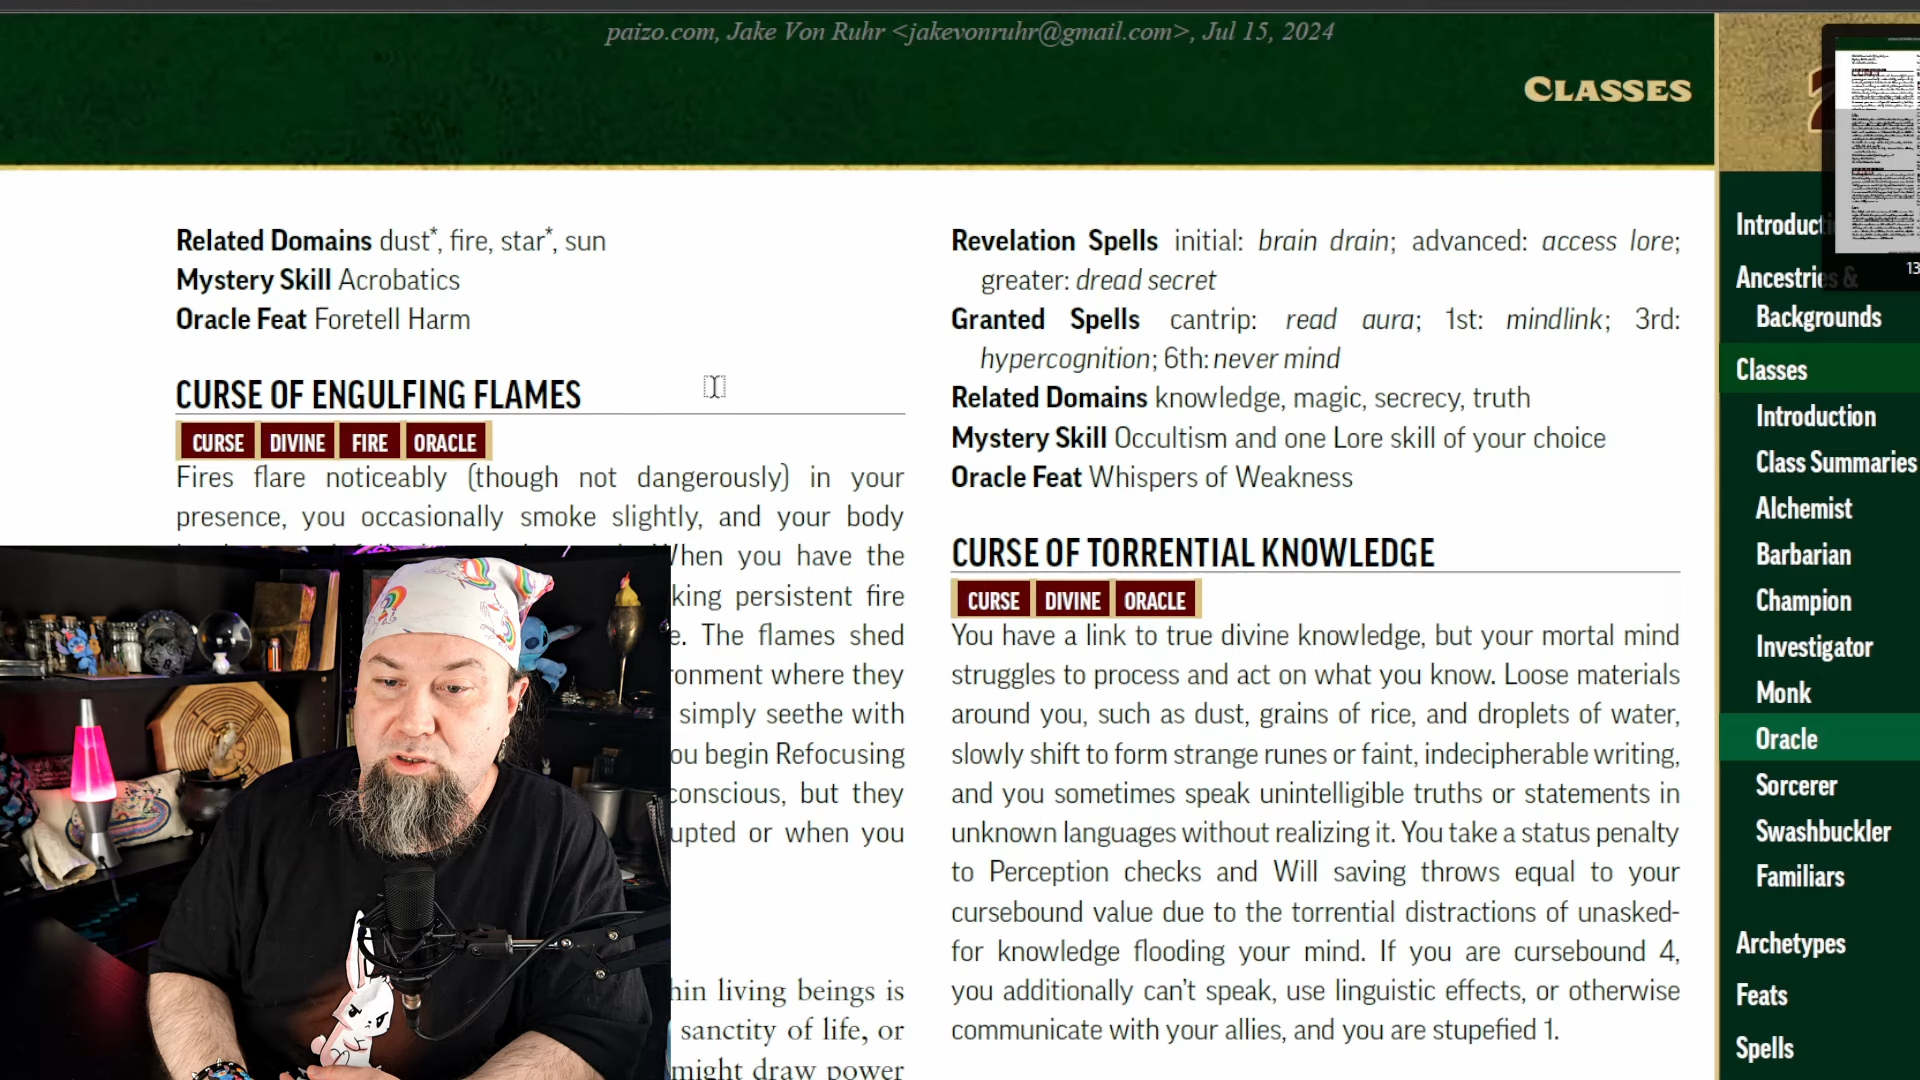 paizo.com, Jake Von Ruhr <jakevonruhr@gmail.com>, Jul 15, 2024
CLASSES
Related Domains dust*, fire, star*, sun
Mystery Skill Acrobatics
Oracle Feat Foretell Harm
CURSE OF ENGULFING FLAMES
CURSE DIVINE FIRE ORACLE
Fires flare noticeably (though not dangerously) in your
presence, you occasionally smoke slightly, and your body
When you have the
king persistent fire
e. The flames shed
ronment where they
simply seethe with
ou begin Refocusing
conscious, but they
upted or when you
hin living beings is
sanctity of life, or
might draw power
Revelation Spells initial: brain drain; advanced: access lore;
greater: dread secret
Granted Spells cantrip: read aura; 1st: mindlink; 3rd:
hypercognition; 6th: never mind
Related Domains knowledge, magic, secrecy, truth
Mystery Skill Occultism and one Lore skill of your choice
Oracle Feat Whispers of Weakness
CURSE OF TORRENTIAL KNOWLEDGE
CURSE DIVINE ORACLE
You have a link to true divine knowledge, but your mortal mind
struggles to process and act on what you know. Loose materials
around you, such as dust, grains of rice, and droplets of water,
slowly shift to form strange runes or faint, indecipherable writing,
and you sometimes speak unintelligible truths or statements in
unknown languages without realizing it. You take a status penalty
to Perception checks and Will saving throws equal to your
cursebound value due to the torrential distractions of unasked-
for knowledge flooding your mind. If you are cursebound 4,
you additionally can't speak, use linguistic effects, or otherwise
communicate with your allies, and you are stupefied 1.
Introducti
Ancestries &
Backgrounds
Classes
Introduction
Class Summaries
Alchemist
Barbarian
Champion
Investigator
Monk
Oracle
Sorcerer
Swashbuckler
Familiars
Archetypes
Feats
Spells
13